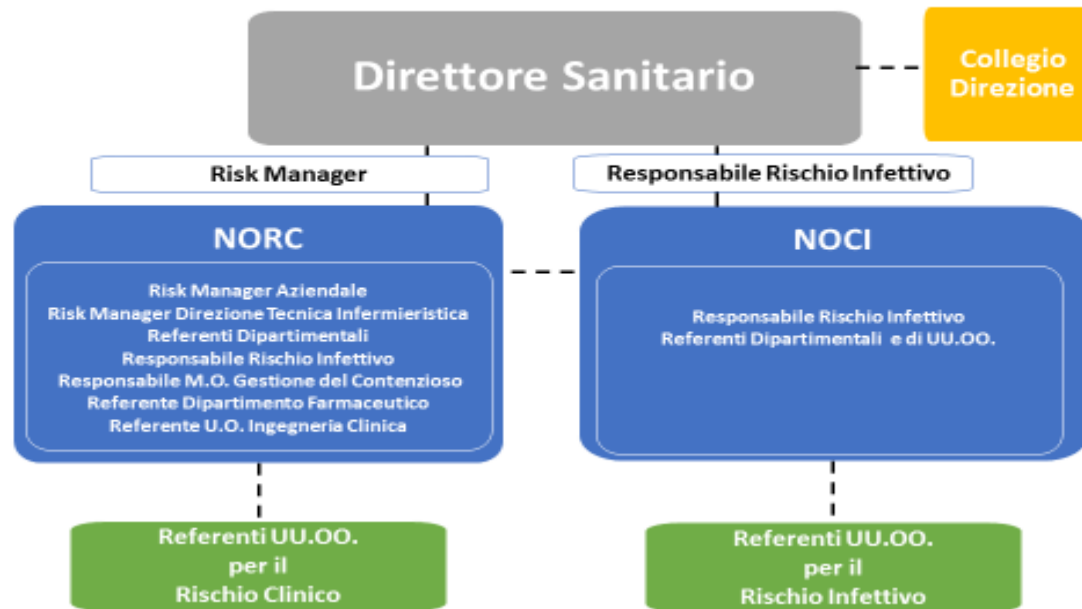 Direttore Sanitario
Collegio
Direzione
Risk Manager
Responsabile Rischio Infettivo
NORC
Risk Manager Aziendale
Risk Manager Direzione Tecnica Infermieristica
Referenti Dipartimentali
Responsabile Rischio Infettivo
Responsabile M.O. Gestione del Contenzioso
Referente Dipartimento Farmaceutico
Referente U.O. Ingegneria Clinica
NOCI
Responsabile Rischio Infettivo
Referenti Dipartimentali e di UU.OO.
Referenti UU.OO.
per il
Rischio Clinico
Referenti UU.OO.
per il
Rischio Infettivo